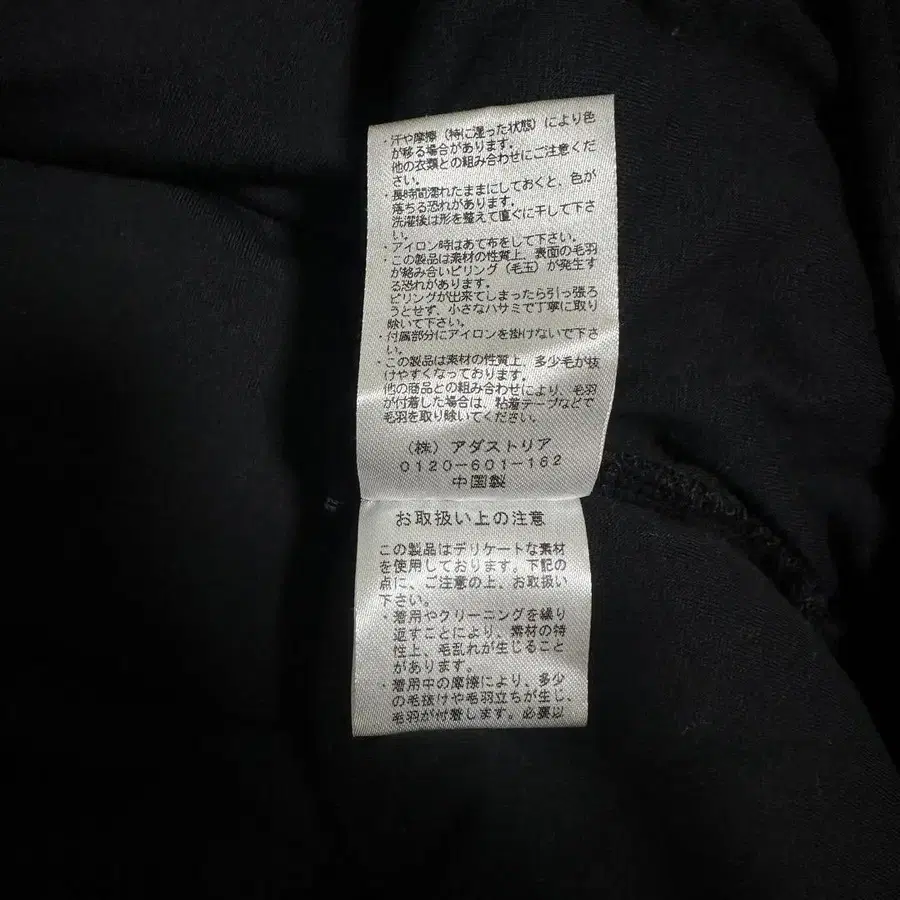 ・汗や摩擦(特に湿った状態)により色
が移る場合があります。
他の衣類との組み合わせにご注意くだ
さい。
・長時間濡れたままにしておくと、色が
落ちる恐れがあります。
洗濯後は形を整えて直ぐに干して下さ
い。
・アイロン時はあて布をして下さい。
・この製品は素材の性質上、表面の毛羽
が絡み合いピリング(毛玉)が発生す
る恐れがあります。
ピリングが出来てしまったら引っ張ろ
うとせず、小さなハサミで丁寧に取り
除いて下さい。
・付属部分にアイロンを掛けないで下さ
い。
・この製品は素材の性質上、多少毛が抜
けやすくなっております。
他の商品との組み合わせにより、毛羽
が付着した場合は、粘着テープなどで
毛羽を取り除いてください。
(株)アダストリア
0120-601-162
中国製
お取扱い上の注意
この製品はデリケートな素材
を使用しております。下記の
点に、ご注意の上、お取扱い
下さい。
・着用やクリーニングを繰り
返すことにより、素材の特
性上、毛乱れが生じること
があります。
・着用中の摩擦により、多少
の毛抜けや毛羽立ちが生じ、
毛羽が付着します。必要以